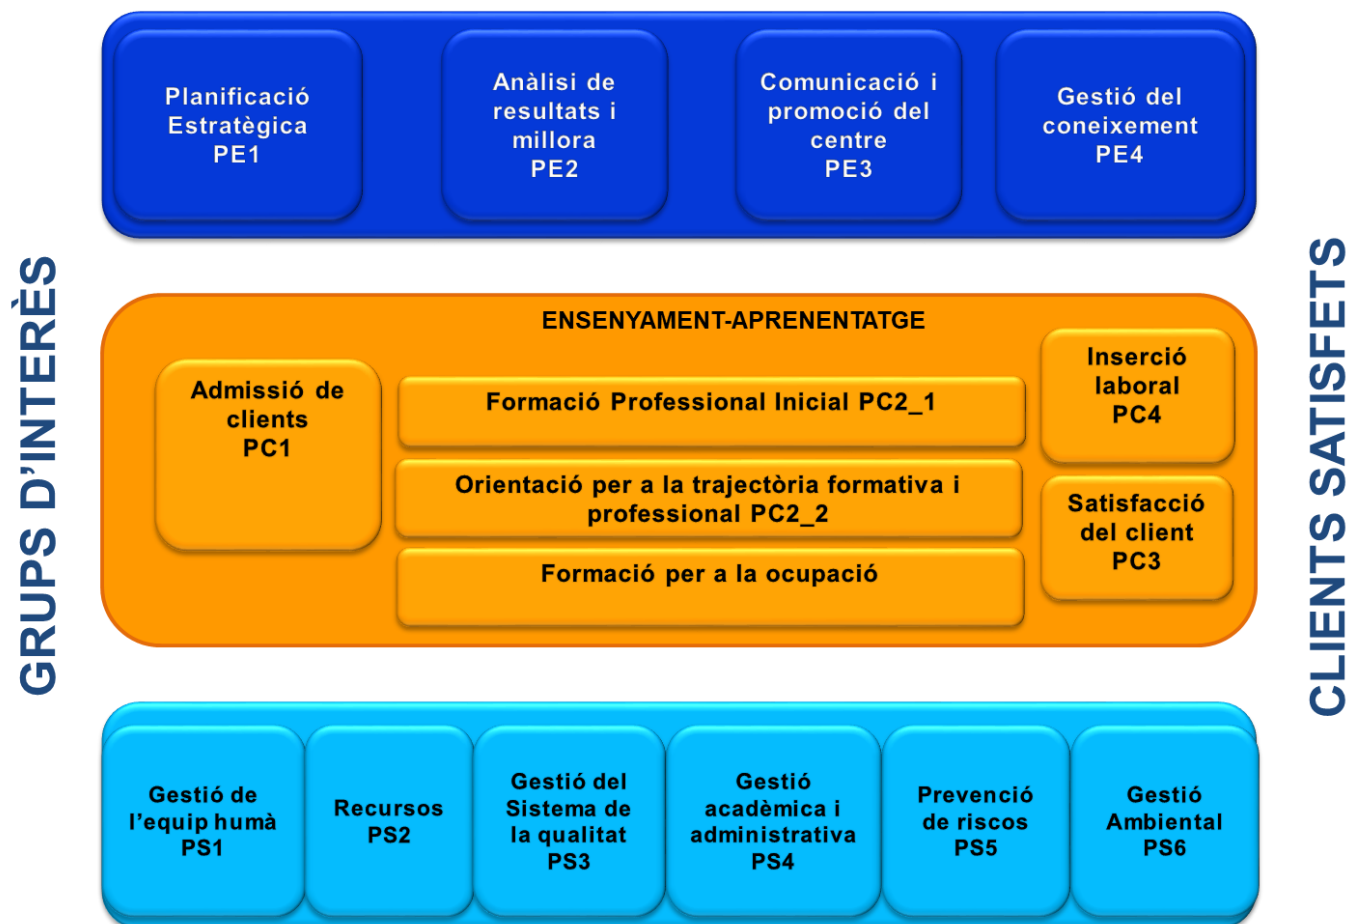 Planificació
Estratègica
PE1
Anàlisi de
resultats i
millora
PE2
Comunicació i
promoció del
centre
PE3
Gestió del
coneixement
PE4
GRUPS D’INTERÈS
ENSENYAMENT-APRENENTATGE
Admissió de
clients
PC1
Formació Professional Inicial PC2_1
Orientació per a la trajectòria formativa i
professional PC2_2
Formació per a la ocupació
Inserció
laboral
PC4
Satisfacció
del client
PC3
CLIENTS SATISFETS
Gestió de
l’equip humà
PS1
Recursos
PS2
Gestió del
Sistema de
la qualitat
PS3
Gestió
acadèmica i
administrativa
PS4
Prevenció
de riscos
PS5
Gestió
Ambiental
PS6